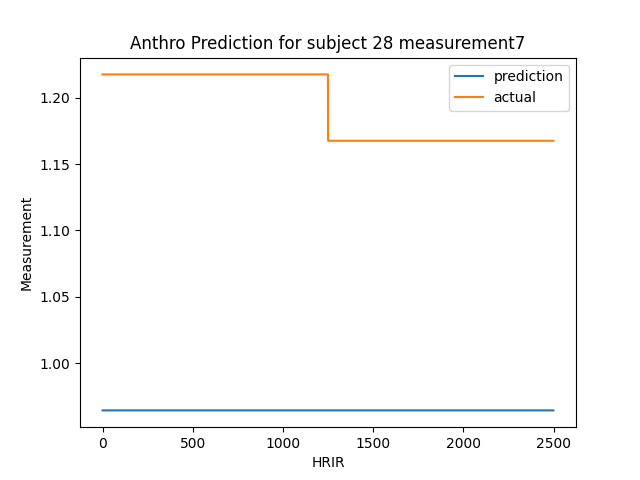 Anthro Prediction for subject 28 measurement7
prediction
actual
1.20
1.15
1.10
1.05
1.00
Measurement
0
500
1000
1500
2000
2500
HRIR